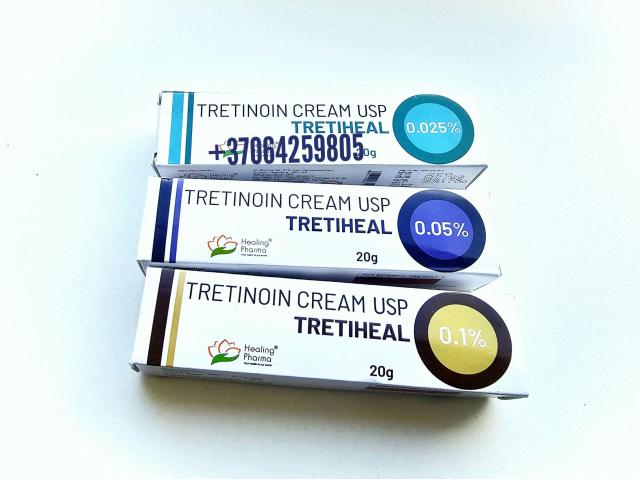 TRETINOIN CREAM USP
TRETIHEAL
0.025%
+37064259805
TRETINOIN CREAM USP
TRETIHEAL
0.05%
Healing®
Pharma
20g
TRETINOIN CREAM USP
TRETIHEAL
0.1%
Healing®
Pharma
20g